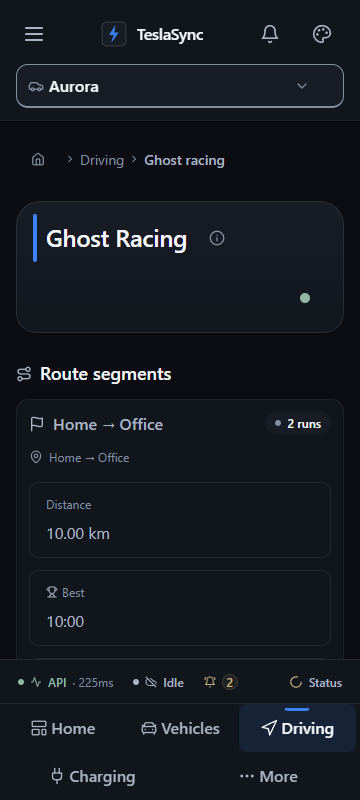 TeslaSync
Aurora
Driving
Ghost racing
Ghost Racing
Route segments
Home → Office
2 runs
Home → Office
Distance
10.00 km
Best
10:00
API · 225ms
Idle
2
Status
Home
Vehicles
Driving
Charging
More